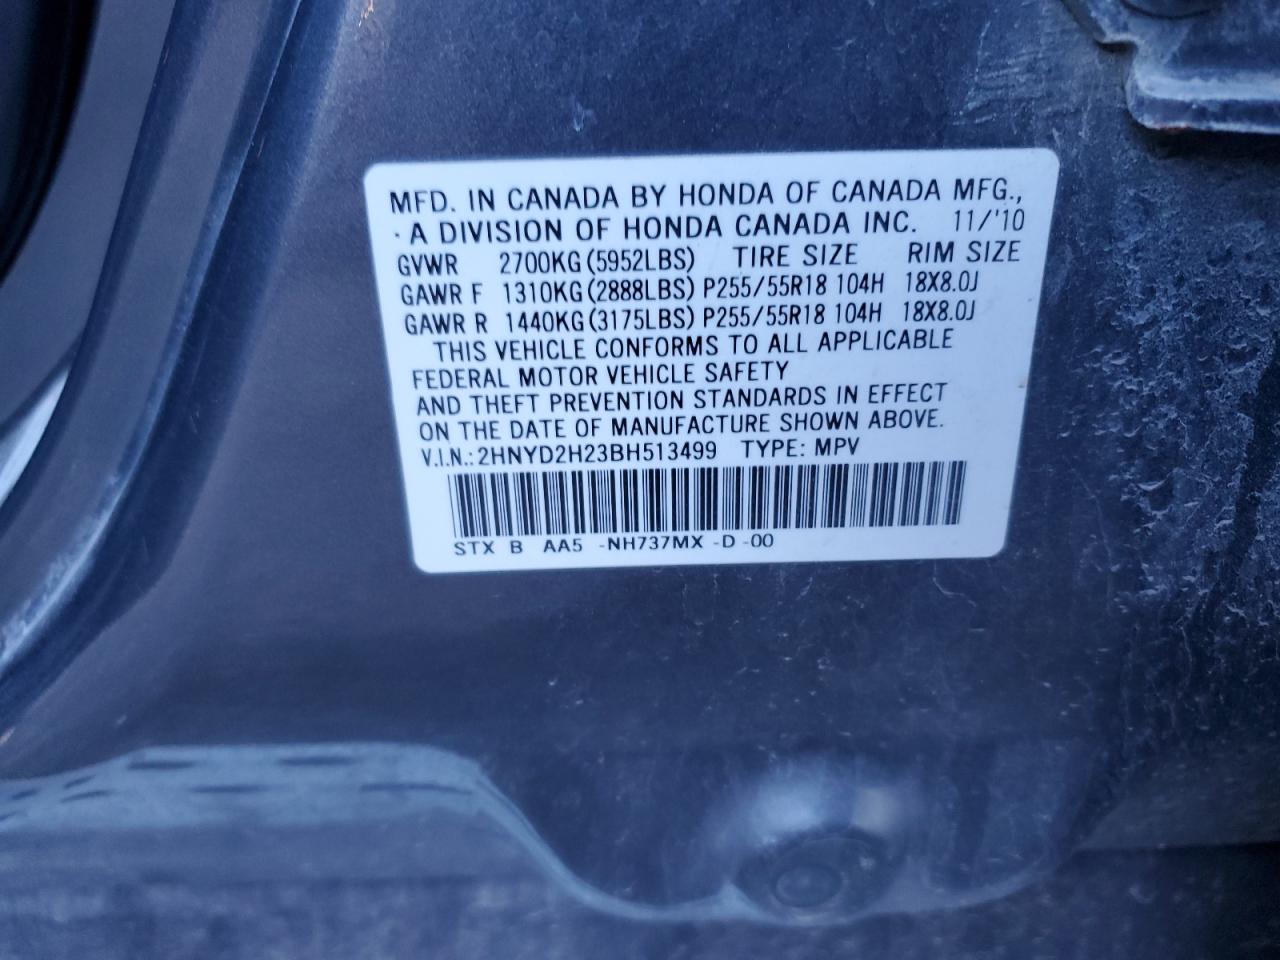 MFD. IN CANADA BY HONDA OF CANADA MFG.,
A DIVISION OF HONDA CANADA INC. 11/'10
GVWR 2700KG (5952LBS) TIRE SIZE RIM SIZE
GAWR F 1310KG (2888LBS) P255/55R18 104H 18X8.0J
GAWR R 1440KG (3175LBS) P255/55R18 104H 18X8.0J
THIS VEHICLE CONFORMS TO ALL APPLICABLE
FEDERAL MOTOR VEHICLE SAFETY
AND THEFT PREVENTION STANDARDS IN EFFECT
ON THE DATE OF MANUFACTURE SHOWN ABOVE.
V.I.N.: 2HNYD2H23BH513499 TYPE: MPV
STX B AA5 -NH737MX -D -00